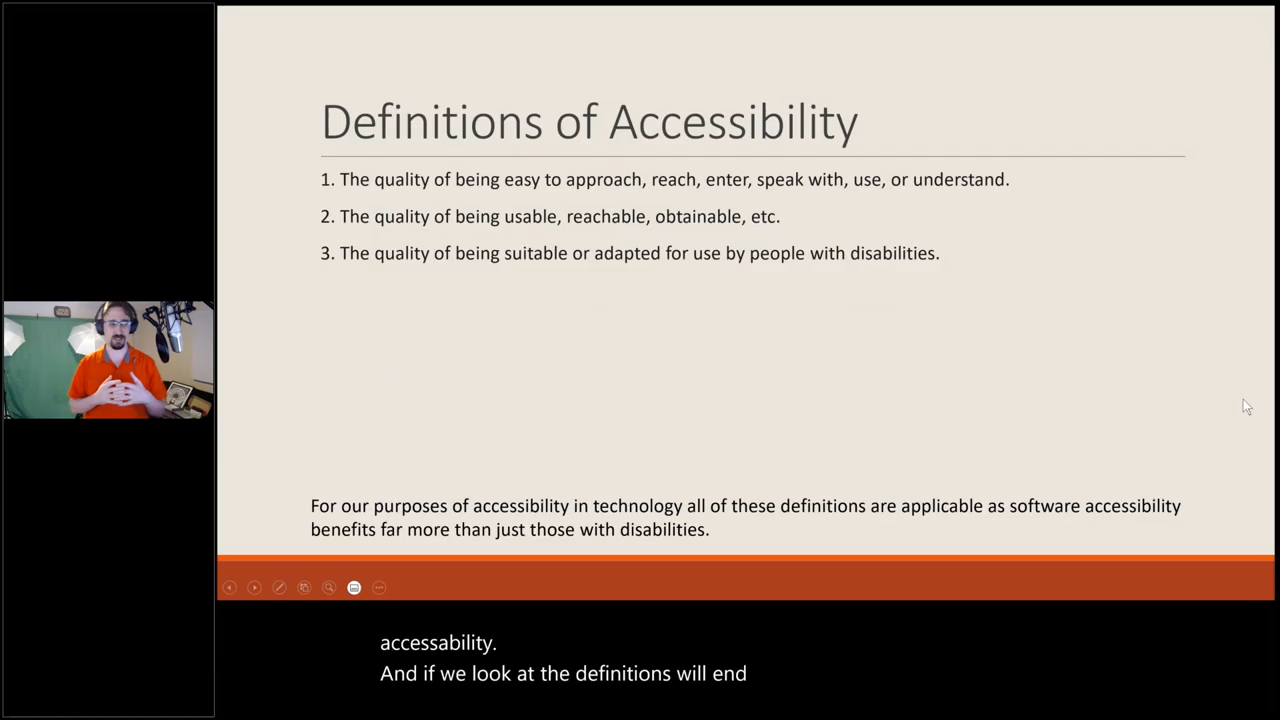 Definitions of Accessibility
1. The quality of being easy to approach, reach, enter, speak with, use, or understand.
2. The quality of being usable, reachable, obtainable, etc.
3. The quality of being suitable or adapted for use by people with disabilities.
For our purposes of accessibility in technology all of these definitions are applicable as software accessibility
benefits far more than just those with disabilities.
accessability.
And if we look at the definitions will end